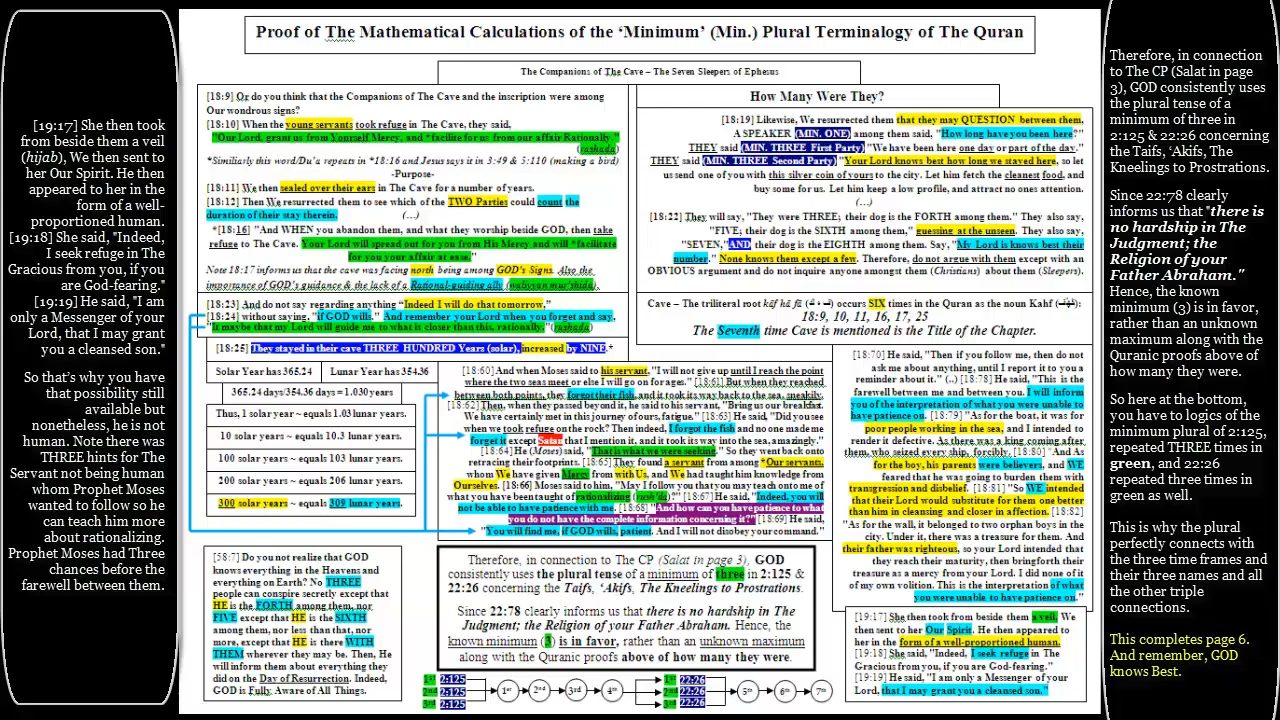 Proof of The Mathematical Calculations of the ‘Minimum’ (Min.) Plural Terminology of The Quran
The Companions of The Cave – The Seven Sleepers of Ephesus
[19:17] She then took
from beside them a veil
(hijab), We then sent to
her Our Spirit. He then
appeared to her in the
form of a well-
proportioned human.
[19:18] She said, "Indeed,
I seek refuge in The
Gracious from you, if you
are God-fearing."
[19:19] He said, "I am
only a Messenger of your
Lord, that I may grant
you a cleansed son."
So that’s why you have
that possibility still
available but
nonetheless, he is not
human. Note there was
THREE hints for The
Servant not being human
whom Prophet Moses
wanted to follow so he
can teach him more
about rationalizing.
Prophet Moses had Three
chances before the
farewell between them.
[18:9] Or do you think that the Companions of The Cave and the inscription were among
Our wondrous signs?
[18:10] When the young servants took refuge in The Cave, they said,
"Our Lord, grant us from Yourself Mercy, and *facilitate for us from our affair Rationally."
(rashada)
*Similiarly this word/Du'a repeats in *18:16 and Jesus says it in 3:49 & 5:110 (making a bird)
-Purpose-
[18:11] We then sealed over their ears in The Cave for a number of years.
[18:12] Then We resurrected them to see which of the TWO Parties could count the
duration of their stay therein. (...)
*[18:16] "And WHEN you abandon them, and what they worship beside GOD, then take
refuge to The Cave. Your Lord will spread out for you from His Mercy and will *facilitate
for you your affair at ease."
Note 18:17 informs us that the cave was facing north being among GOD's Signs. Also the
importance of GOD's guidance & the lack of a Rational-guiding ally (waliyyan mur'shida).
[18:23] And do not say regarding anything “Indeed I will do that tomorrow,”
[18:24] without saying, "if GOD wills." And remember your Lord when you forget and say,
"It maybe that my Lord will guide me to what is closer than this, rationally." (rashada)
[18:25] They stayed in their cave THREE HUNDRED Years (solar), increased by NINE.*
How Many Were They?
[18:19] Likewise, We resurrected them that they may QUESTION between them,
A SPEAKER (MIN. ONE) among them said, "How long have you been here?"
THEY said (MIN. THREE First Party) "We have been here one day or part of the day."
THEY said (MIN. THREE Second Party) "Your Lord knows best how long we stayed here, so let
us send one of you with this silver coin of yours to the city. Let him fetch the cleanest food, and
buy some for us. Let him keep a low profile, and attract no ones attention.
(...)
[18:22] They will say, "They were THREE; their dog is the FORTH among them." They also say,
"FIVE; their dog is the SIXTH among them," guessing at the unseen. They also say,
"SEVEN," AND their dog is the EIGHTH among them. Say, "My Lord is knows best their
number." None knows them except a few. Therefore, do not argue with them except with an
OBVIOUS argument and do not inquire anyone amongst them (Christians) about them (Sleepers).
Cave – The triliteral root kāf hā fā occurs SIX times in the Quran as the noun Kahf
18:9, 10, 11, 16, 17, 25
The Seventh time Cave is mentioned is the Title of the Chapter.
Solar Year has 365.24
Lunar Year has 354.36
365.24 days/354.36 days = 1.030 years
Thus, 1 solar year ~ equals 1.03 lunar years.
10 solar years ~ equals 10.3 lunar years.
100 solar years ~ equals 103 lunar years.
200 solar years ~ equals 206 lunar years.
300 solar years ~ equals 309 lunar years.
[18:60] And when Moses said to his servant, "I will not give up until I reach the point
where the two seas meet or else I will go on for ages." [18:61] But when they reached
between both points, they forgot their fish, and it took its way back to the sea, smeakily.
[18:62] Then, when they passed beyond it, he said to his servant, "Bring us our breakfast.
We have certainly met in this journey of ours, fatigue." [18:63] He said, "Did you see
when we took refuge on the rock? Then indeed, I forgot the fish and no one made me
forget it except Satan that I mention it, and it took its way into the sea, amazingly."
[18:64] He (Moses) said, "That is what we were seeking." So they went back onto
retracing their footprints. [18:65] They found a servant from among *Our servants,
whom We have given Mercy from with Us, and We had taught him knowledge from
Ourselves. [18:66] Moses said to him, "May I follow you that you may teach onto me of
what you have been taught of rationalizing (rush'da)?" [18:67] He said, "Indeed, you will
not be able to have patience with me. [18:68] "And how can you have patience to what
you do not have the complete information concerning it?" [18:69] He said,
"You will find me, if GOD wills, patient. And I will not disobey your command."
[18:70] He said, "Then if you follow me, then do not
ask me about anything, until I report it to you a
reminder about it." (..) [18:78] He said, "This is the
farewell between me and between you. I will inform
you of the interpretation of what you were unable to
have patience on." [18:79] "As for the boat, it was for
poor people working in the sea, and I intended to
render it defective. As there was a king coming after
them, who seized every ship, forcibly. [18:80] "And As
for the boy, his parents were believers, and WE
feared that he was going to burden them with
transgression and disbelief. [18:81] "So WE intended
that their Lord would substitute for them one better
than him in cleansing and closer in affection. [18:82]
"As for the wall, it belonged to two orphan boys in the
city. Under it, there was a treasure for them. And
their father was righteous, so your Lord intended that
they reach their maturity, then bring forth their
treasure as a mercy from your Lord. I did none of it
of my own volition. This is the interpretation of what
you were unable to have patience on."
[58:7] Do you not realize that GOD
knows everything in the Heavens and
everything on Earth? No THREE
people can conspire secretly except that
HE is the FORTH among them, nor
FIVE except that HE is the SIXTH
among them, nor less than that, nor
more, except that HE is there WITH
THEM wherever they may be. Then, He
will inform them about everything they
did on the Day of Resurrection. Indeed,
GOD is Fully Aware of All Things.
Therefore, in connection to The CP (Salat in page 3), GOD
consistently uses the plural tense of a minimum of three in 2:125 &
22:26 concerning the Taifs, ‘Akifs, The Kneelings to Prostrations.
Since 22:78 clearly informs us that there is no hardship in The
Judgment; the Religion of your Father Abraham. Hence, the
known minimum (3) is in favor, rather than an unknown maximum
along with the Quranic proofs above of how many they were.
1st 2:125
2nd 2:125
3rd 2:125
1st 2nd 3rd 4th
1st 22:26
2nd 22:26
3rd 22:26
5th 6th 7th
[19:17] She then took from beside them a veil, We
then sent to her Our Spirit. He then appeared to
her in the form of a well-proportioned human.
[19:18] She said, "Indeed, I seek refuge in The
Gracious from you, if you are God-fearing."
[19:19] He said, "I am only a Messenger of your
Lord, that I may grant you a cleansed son."
Therefore, in connection
to The CP (Salat in page
3), GOD consistently uses
the plural tense of a
minimum of three in
2:125 & 22:26 concerning
the Taifs, ‘Akifs, The
Kneelings to Prostrations.
Since 22:78 clearly
informs us that "there is
no hardship in The
Judgment; the
Religion of your
Father Abraham."
Hence, the known
minimum (3) is in favor,
rather than an unknown
maximum along with the
Quranic proofs above of
how many they were.
So here at the bottom,
you have to logics of the
minimum plural of 2:125,
repeated THREE times in
green, and 22:26
repeated three times in
green as well.
This is why the plural
perfectly connects with
the three time frames and
their three names and all
the other triple
connections.
This completes page 6.
And remember, GOD
knows Best.